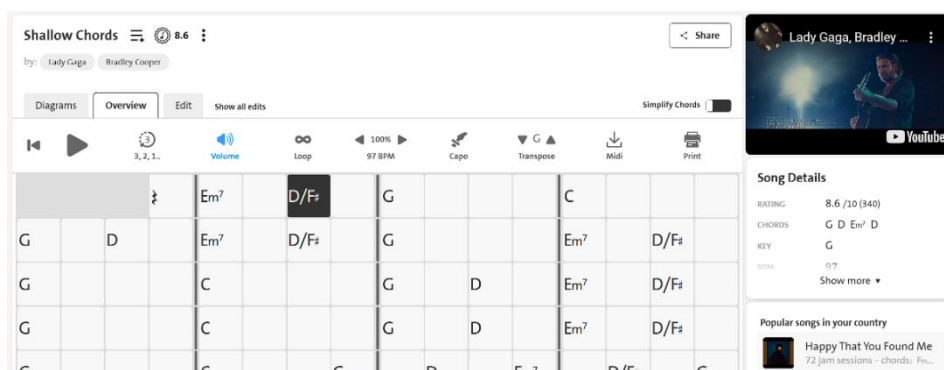 Shallow Chords 8.6
Share
by: Lady Gaga Bradley Cooper
Diagrams Overview Edit Show all edits
Simplify Chords
3
100%
G
3, 2, 1.. Volume Loop 97 BPM Capo Transpose Midi Print
Em7 D/F♯ G C
G D Em7 D/F♯ G Em7 D/F♯
G C G D Em7 D/F♯
G C G D Em7 D/F♯
Lady Gaga, Bradley ...
YouTube
Song Details
RATING 8.6 /10 (340)
CHORDS G D Em7 D
KEY G
BPM 97
Show more
Popular songs in your country
Happy That You Found Me
72 jam sessions - chords: Fm...